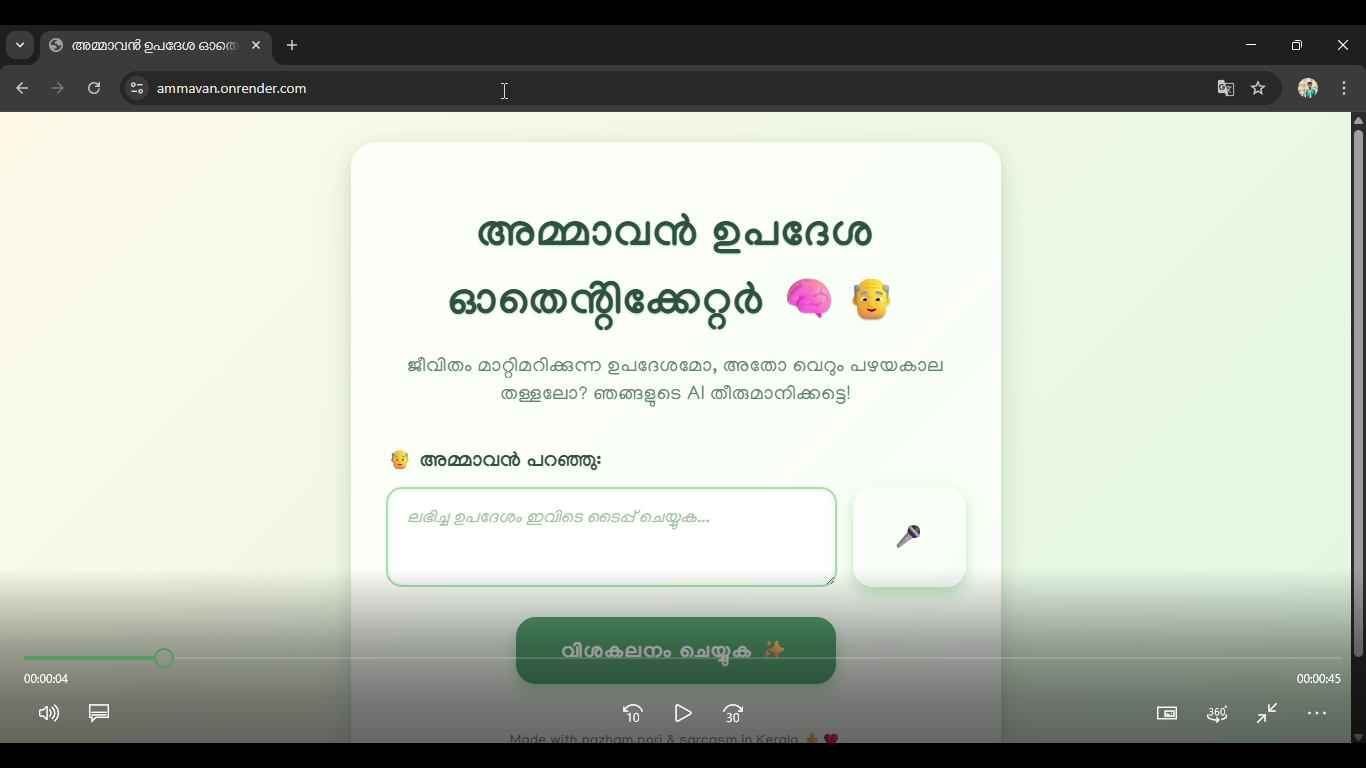 അമ്മാവൻ ഉപദേശ ഓതെ
ammavan.onrender.com
അമ്മാവൻ ഉപദേശ
ഓതെന്റിക്കേറ്റർ 🧠 👴
ജീവിതം മാറ്റിമറിക്കുന്ന ഉപദേശമോ, അതോ വെറും പഴയകാല
തള്ളലോ? ഞങ്ങളുടെ AI തീരുമാനിക്കട്ടെ!
👴 അമ്മാവൻ പറഞ്ഞു:
ലഭിച്ച ഉപദേശം ഇവിടെ ടൈപ്പ് ചെയ്യുക...
വിശകലനം ചെയ്യുക ✨
00:00:04
00:00:45
10
30
360°
Made with pazham pori & sarcasm in Kerala